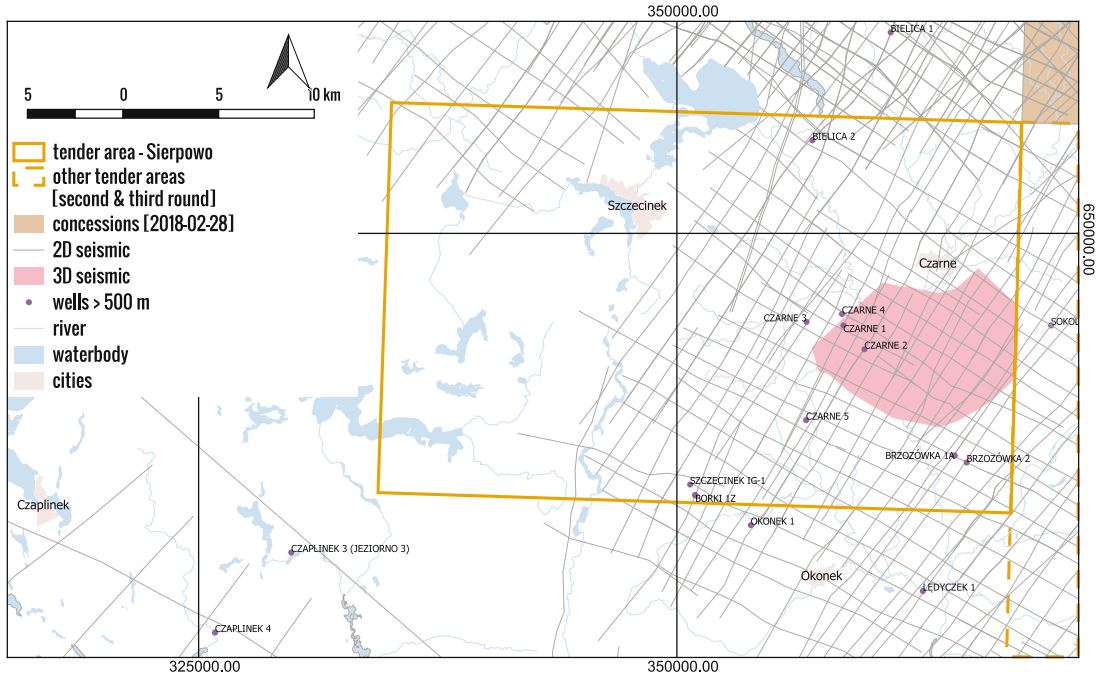 350000.00
BIELICA 1
5 0 5 10 km
tender area - Sierpowo
other tender areas
[second & third round]
concessions [2018-02-28]
2D seismic
3D seismic
wells > 500 m
river
waterbody
cities
BIELICA 2
Szczecinek
6500000.00
Czarne
CZARNE 4
CZARNE 3
CZARNE 1
SOKOL
CZARNE 2
CZARNE 5
BRZOZÓWKA 1A
BRZOZÓWKA 2
SZCZECINEK IG-1
BORKI 1Z
Czaplinek
OKONEK 1
CZAPLINEK 3 (JEZIORNO 3)
Okonek
LĘDYCZEK 1
CZAPLINEK 4
325000.00
350000.00